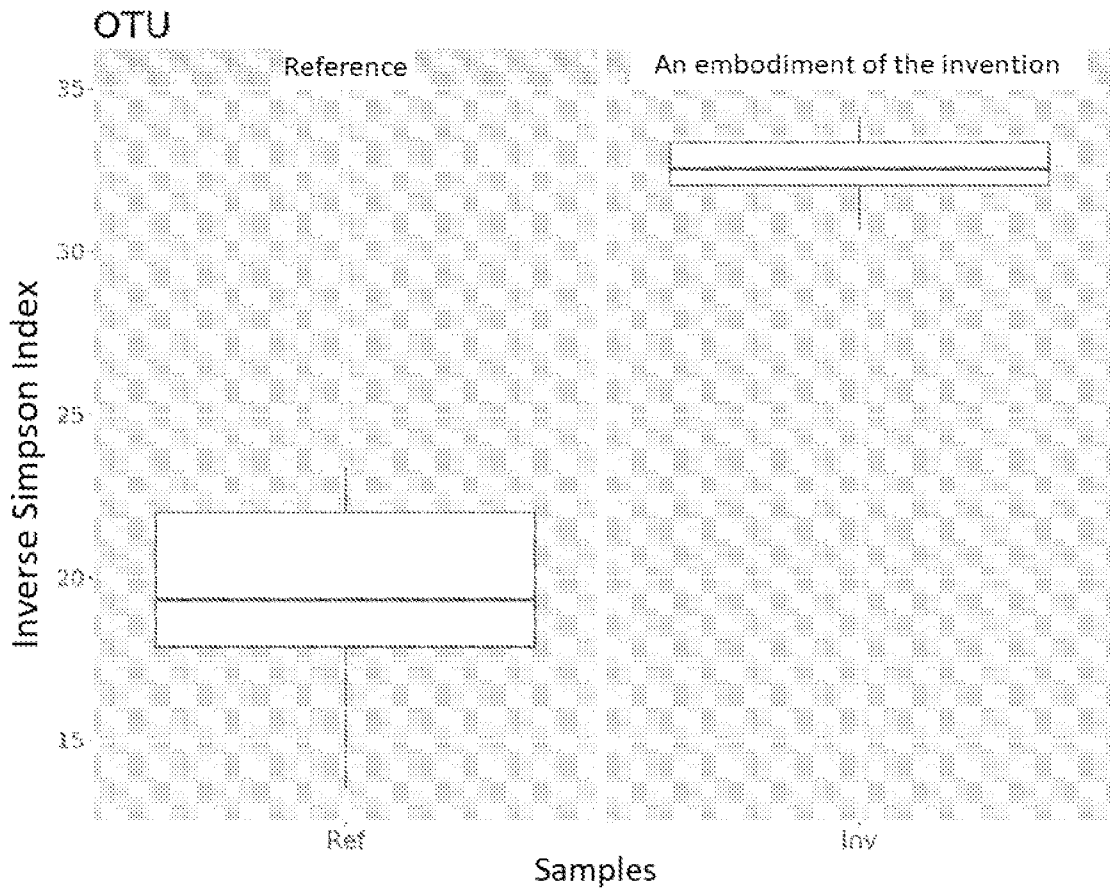 OTU
Reference
An embodiment of the invention
35
30
25
20
15
Inverse Simpson Index
Ref
Inv
Samples